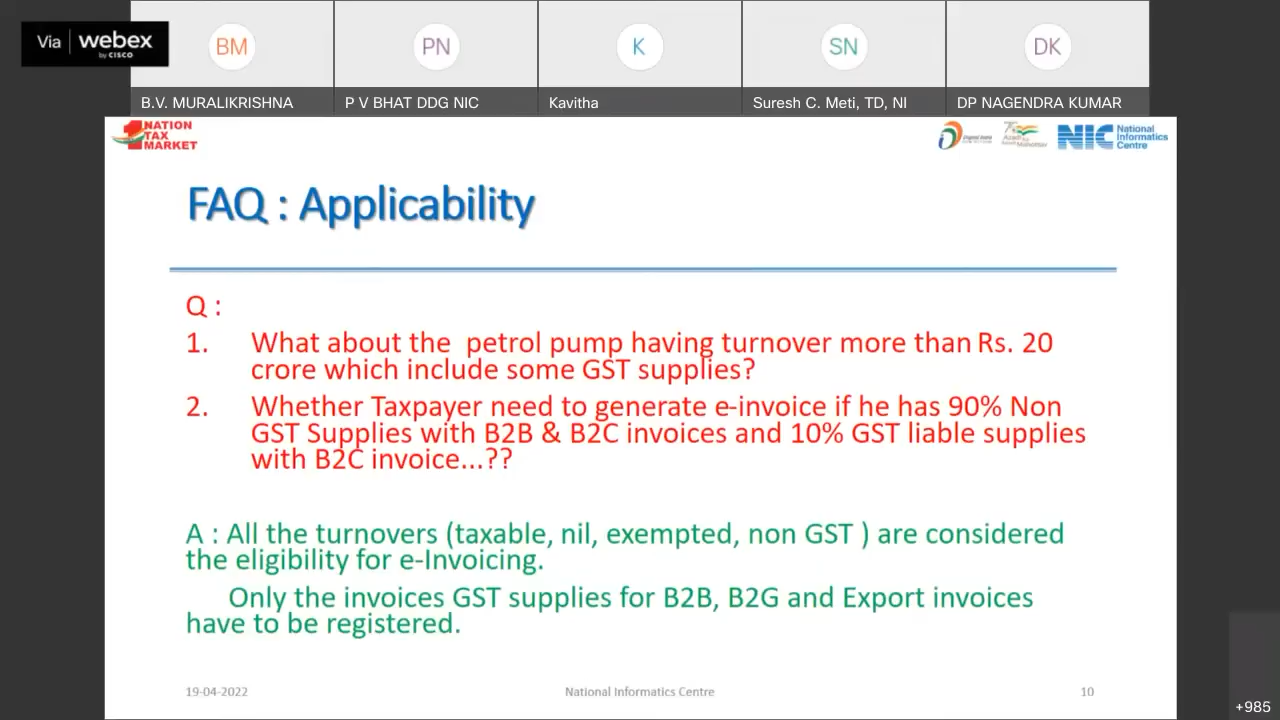 Via webex
by CISCO
BM
PN
K
SN
DK
B.V. MURALIKRISHNA
P V BHAT DDG NIC
Kavitha
Suresh C. Meti, TD, NI
DP NAGENDRA KUMAR
NATION
TAX
MARKET
NIC National
Informatics
Centre
FAQ : Applicability
Q :
1. What about the petrol pump having turnover more than Rs. 20
crore which include some GST supplies?
2. Whether Taxpayer need to generate e-invoice if he has 90% Non
GST Supplies with B2B & B2C invoices and 10% GST liable supplies
with B2C invoice...??
A : All the turnovers (taxable, nil, exempted, non GST ) are considered
the eligibility for e-Invoicing.
Only the invoices GST supplies for B2B, B2G and Export invoices
have to be registered.
19-04-2022
National Informatics Centre
10
+985